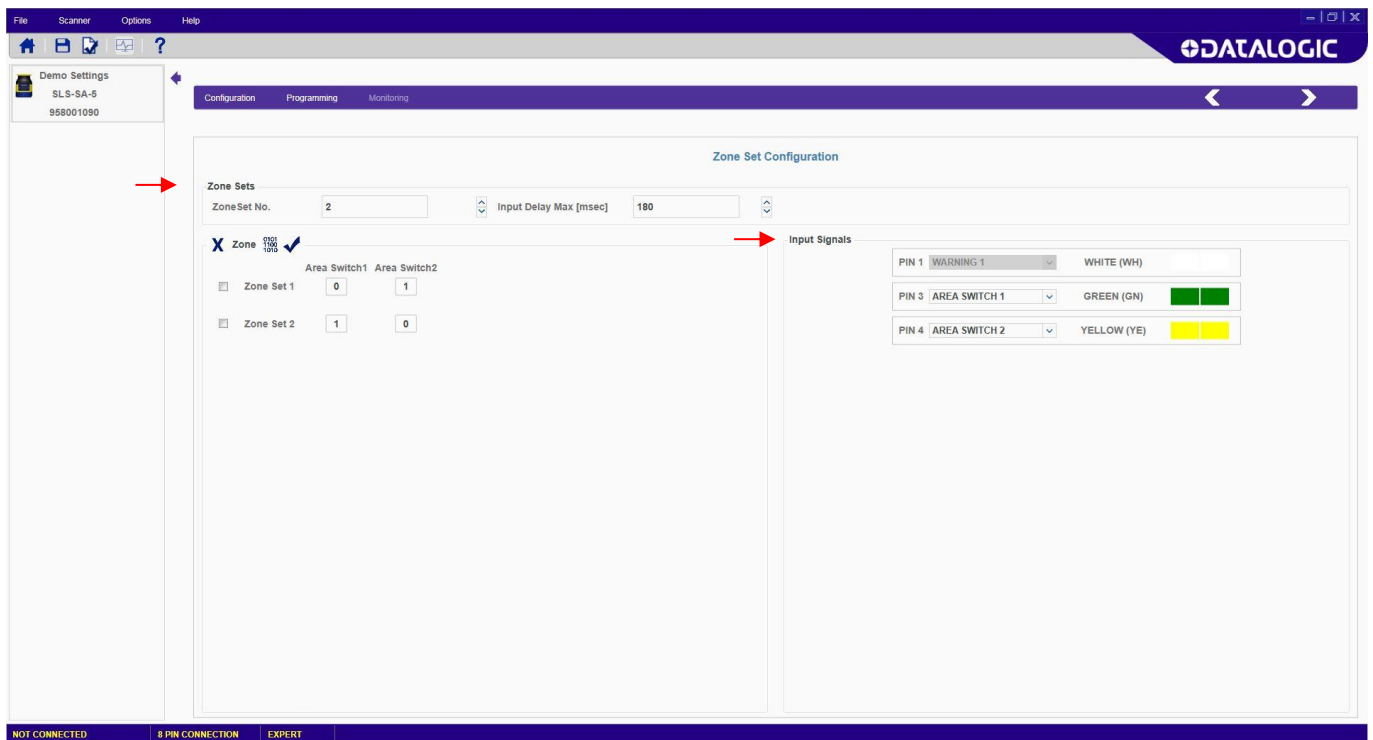 File Scanner Options Help
?
DATALOGIC
Demo Settings
SLS-SA-5
958001090
Configuration Programming Monitoring
Zone Set Configuration
Zone Sets
ZoneSet No. 2 Input Delay Max [msec] 180
X Zone 0101 1100 1010
Area Switch1 Area Switch2
Zone Set 1 0 1
Zone Set 2 1 0
Input Signals
PIN 1 WARNING 1 WHITE (WH)
PIN 3 AREA SWITCH 1 GREEN (GN)
PIN 4 AREA SWITCH 2 YELLOW (YE)
NOT CONNECTED 8 PIN CONNECTION EXPERT